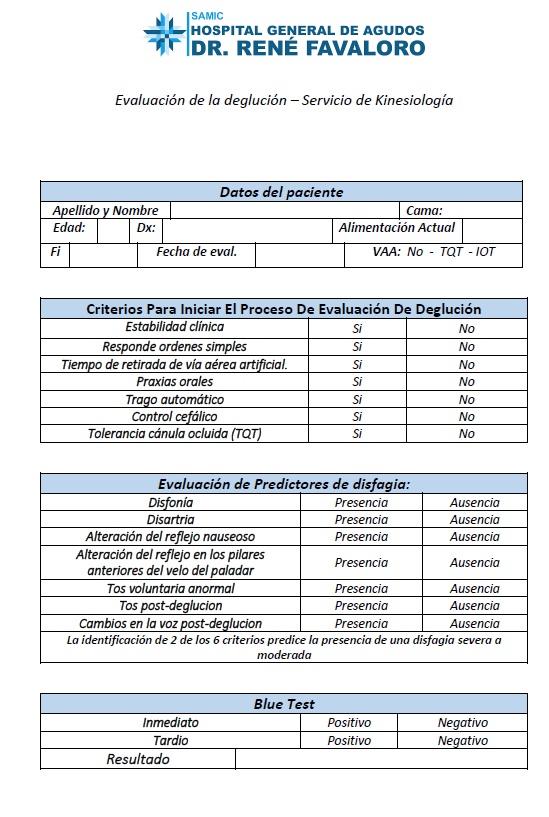 SAMIC
HOSPITAL GENERAL DE AGUDOS
DR. RENÉ FAVALORO
Evaluación de la deglución – Servicio de Kinesiología
Datos del paciente
Apellido y Nombre Cama:
Edad: Dx: Alimentación Actual
Fi Fecha de eval. VAA: No - TQT - IOT
Criterios Para Iniciar El Proceso De Evaluación De Deglución
Estabilidad clínica Si No
Responde ordenes simples Si No
Tiempo de retirada de vía aérea artificial. Si No
Praxias orales Si No
Trago automático Si No
Control cefálico Si No
Tolerancia cánula ocluida (TQT) Si No
Evaluación de Predictores de disfagia:
Disfonía Presencia Ausencia
Disartria Presencia Ausencia
Alteración del reflejo nauseoso Presencia Ausencia
Alteración del reflejo en los pilares
anteriores del velo del paladar Presencia Ausencia
Tos voluntaria anormal Presencia Ausencia
Tos post-deglucion Presencia Ausencia
Cambios en la voz post-deglucion Presencia Ausencia
La identificación de 2 de los 6 criterios predice la presencia de una disfagia severa a
moderada
Blue Test
Inmediato Positivo Negativo
Tardio Positivo Negativo
Resultado